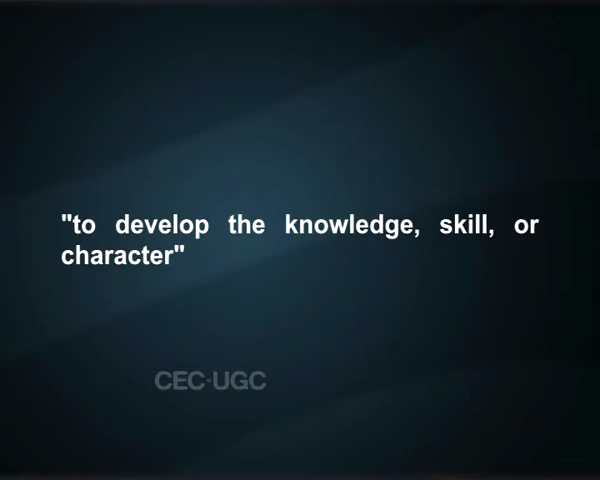 "to develop the knowledge, skill, or
character"
CEC-UGC